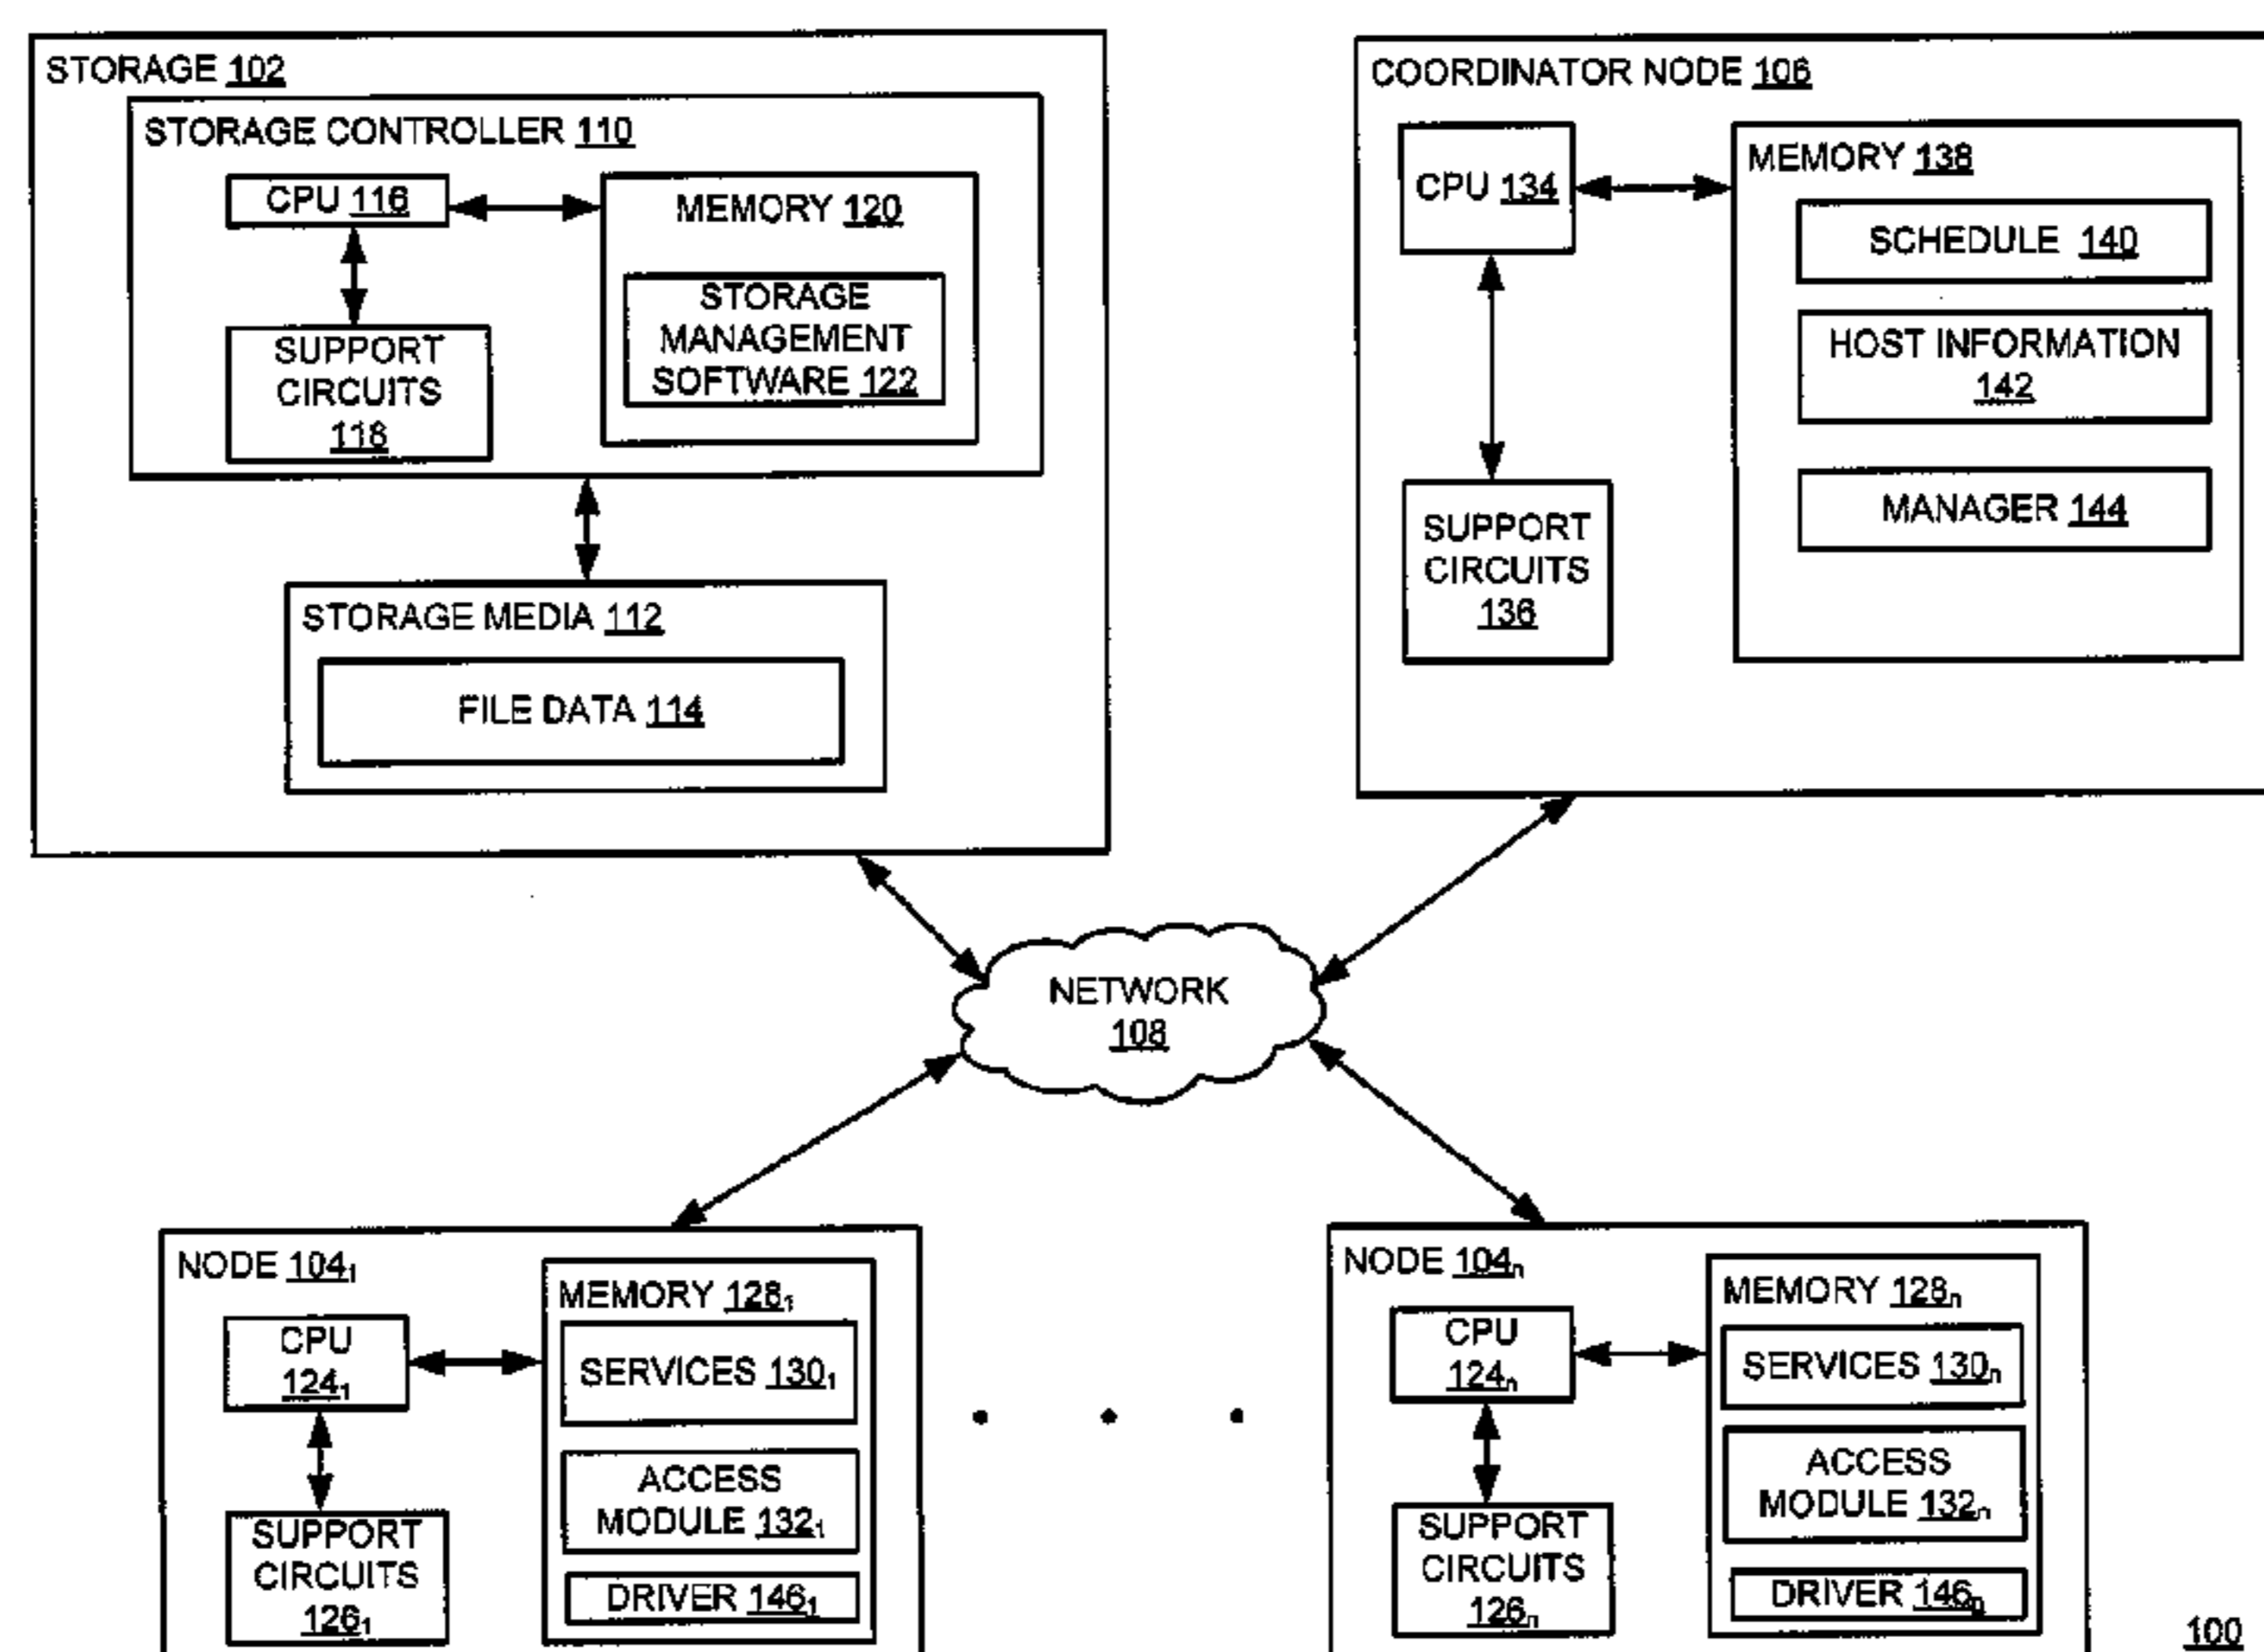 STORAGE 102
STORAGE CONTROLLER 110
CPU 116
MEMORY 120
STORAGE
MANAGEMENT
SOFTWARE 122
SUPPORT
CIRCUITS
118
STORAGE MEDIA 112
FILE DATA 114
COORDINATOR NODE 106
CPU 134
MEMORY 138
SCHEDULE 140
HOST INFORMATION
142
MANAGER 144
SUPPORT
CIRCUITS
136
NETWORK
108
NODE 104₁
CPU
124₁
SUPPORT
CIRCUITS
126₁
MEMORY 128₁
SERVICES 130₁
ACCESS
MODULE 132₁
DRIVER 146₁
NODE 104ₙ
CPU
124ₙ
SUPPORT
CIRCUITS
126ₙ
MEMORY 128ₙ
SERVICES 130ₙ
ACCESS
MODULE 132ₙ
DRIVER 146ₙ
100